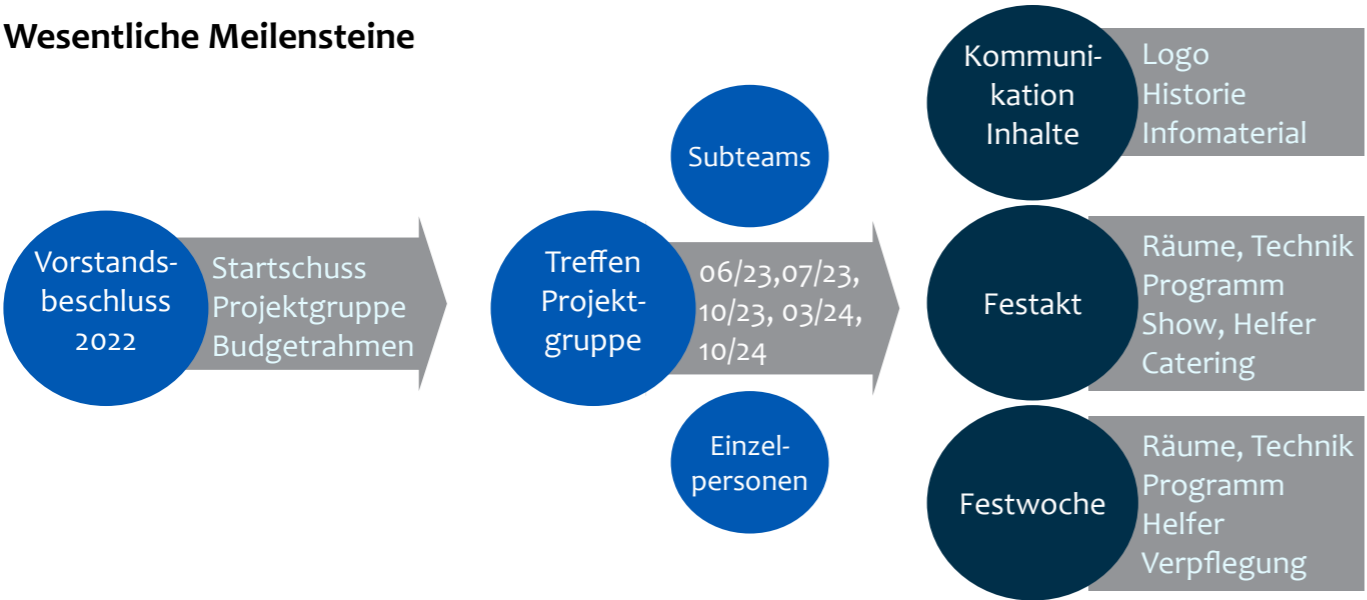 Wesentliche Meilensteine
Vorstands-
beschluss
2022
Startschuss
Projektgruppe
Budgetrahmen
Treffen
Projekt-
gruppe
Subteams
06/23,07/23,
10/23, 03/24,
10/24
Einzel-
personen
Kommuni-
kation
Inhalte
Logo
Historie
Infomaterial
Festakt
Räume, Technik
Programm
Show, Helfer
Catering
Festwoche
Räume, Technik
Programm
Helfer
Verpflegung